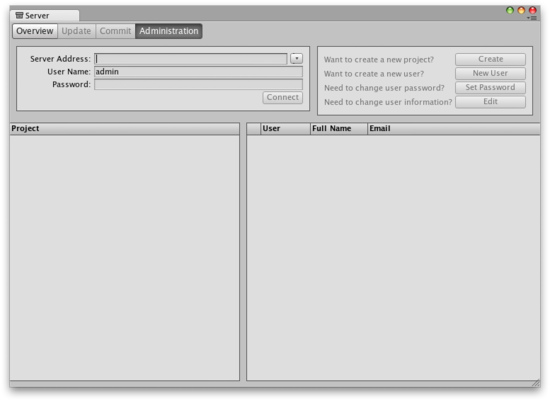 Server
Overview Update Commit Administration
Server Address:
User Name: admin
Password:
Connect
Want to create a new project? Create
Want to create a new user? New User
Need to change user password? Set Password
Need to change user information? Edit
Project
User Full Name Email